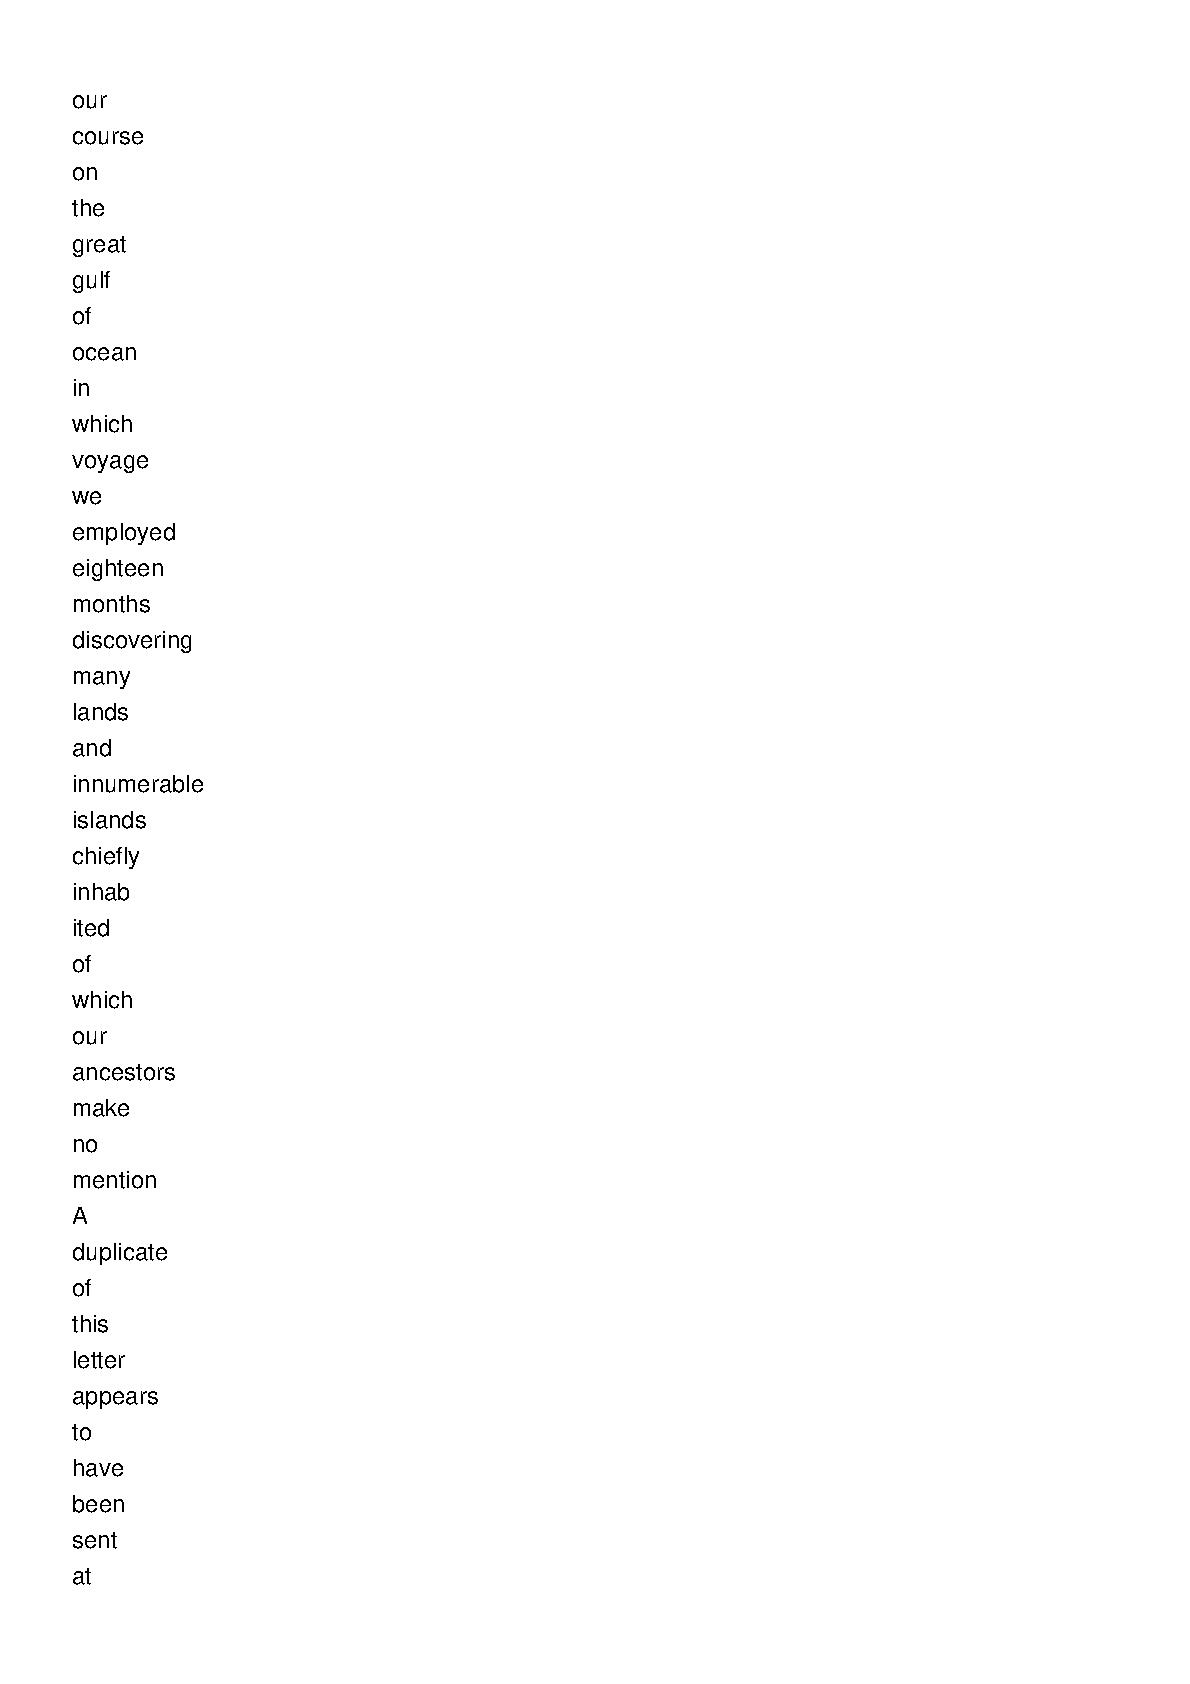 our
course
on
the
great
gulf
of
ocean
in
which
voyage
we
employed
eighteen
months
discovering
many
lands
and
innumerable
islands
chiefly
inhab
ited
of
which
our
ancestors
make
no
mention
A
duplicate
of
this
letter
appears
to
have
been
sent
at